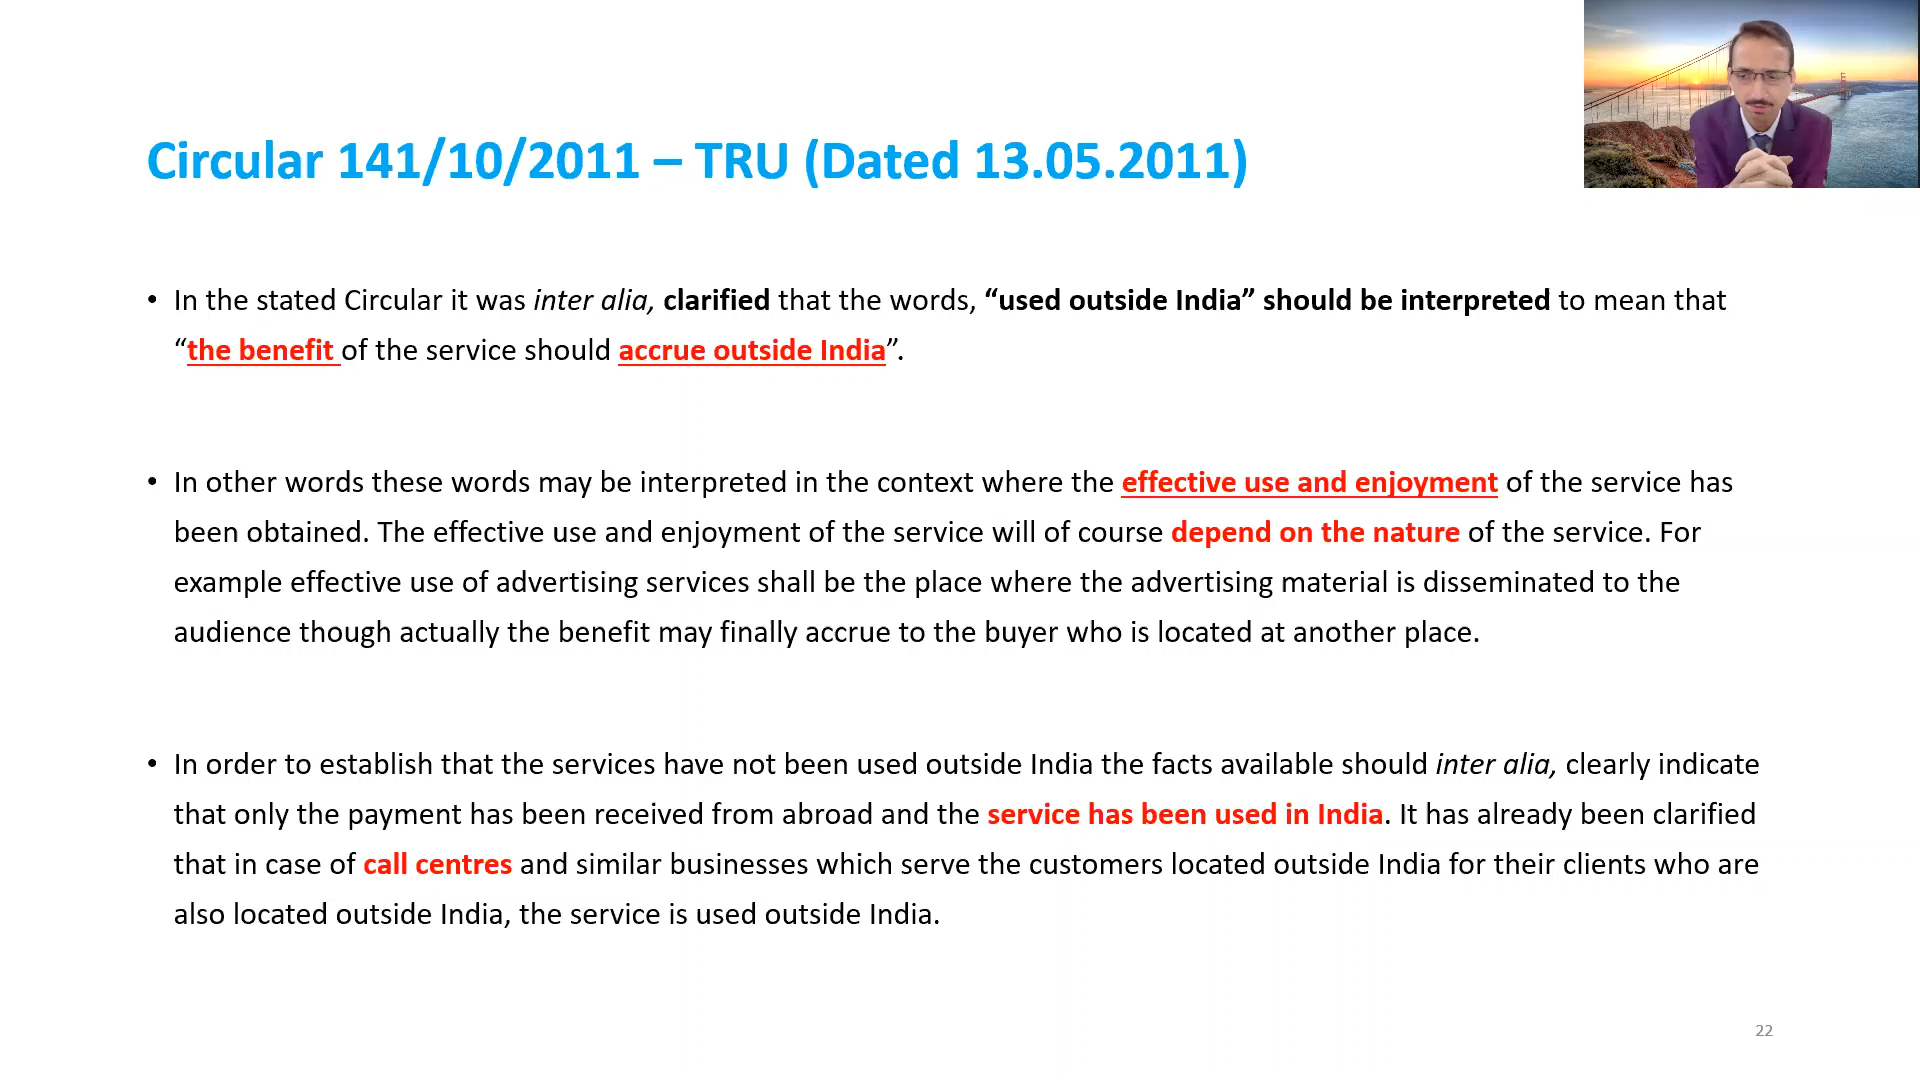 Circular 141/10/2011 – TRU (Dated 13.05.2011)
• In the stated Circular it was inter alia, clarified that the words, “used outside India” should be interpreted to mean that
“the benefit of the service should accrue outside India”.
• In other words these words may be interpreted in the context where the effective use and enjoyment of the service has
been obtained. The effective use and enjoyment of the service will of course depend on the nature of the service. For
example effective use of advertising services shall be the place where the advertising material is disseminated to the
audience though actually the benefit may finally accrue to the buyer who is located at another place.
• In order to establish that the services have not been used outside India the facts available should inter alia, clearly indicate
that only the payment has been received from abroad and the service has been used in India. It has already been clarified
that in case of call centres and similar businesses which serve the customers located outside India for their clients who are
also located outside India, the service is used outside India.
22